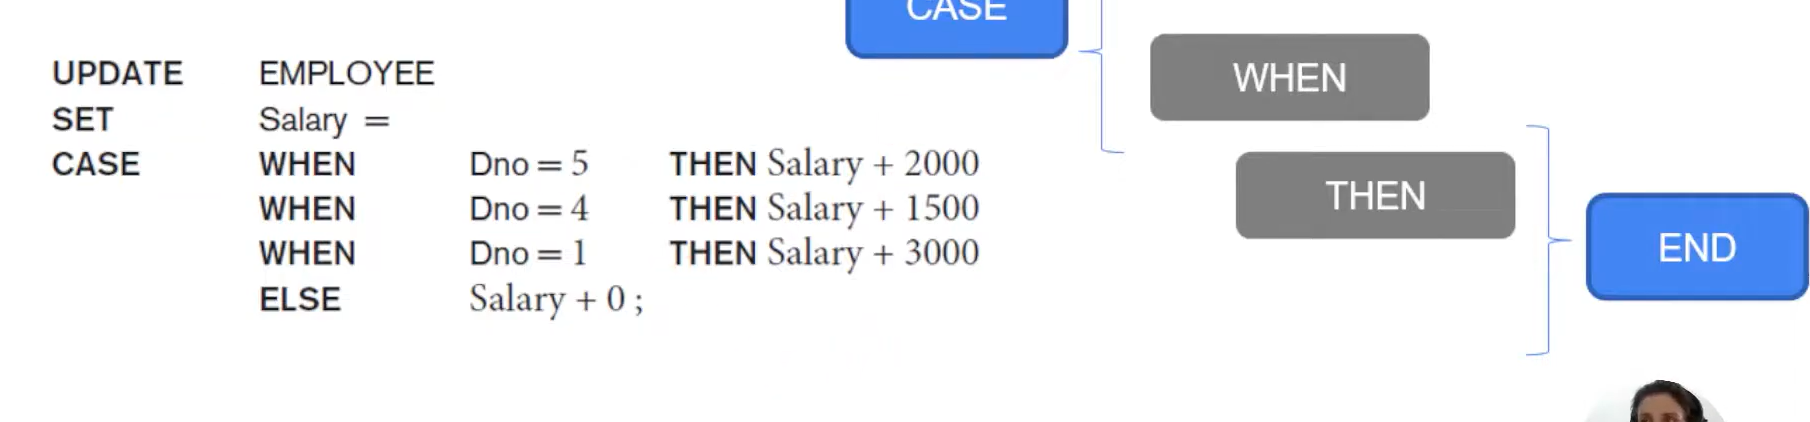 CASE
UPDATE EMPLOYEE
SET Salary =
CASE WHEN Dno = 5 THEN Salary + 2000
WHEN Dno = 4 THEN Salary + 1500
WHEN Dno = 1 THEN Salary + 3000
ELSE Salary + 0 ;
WHEN
THEN
END